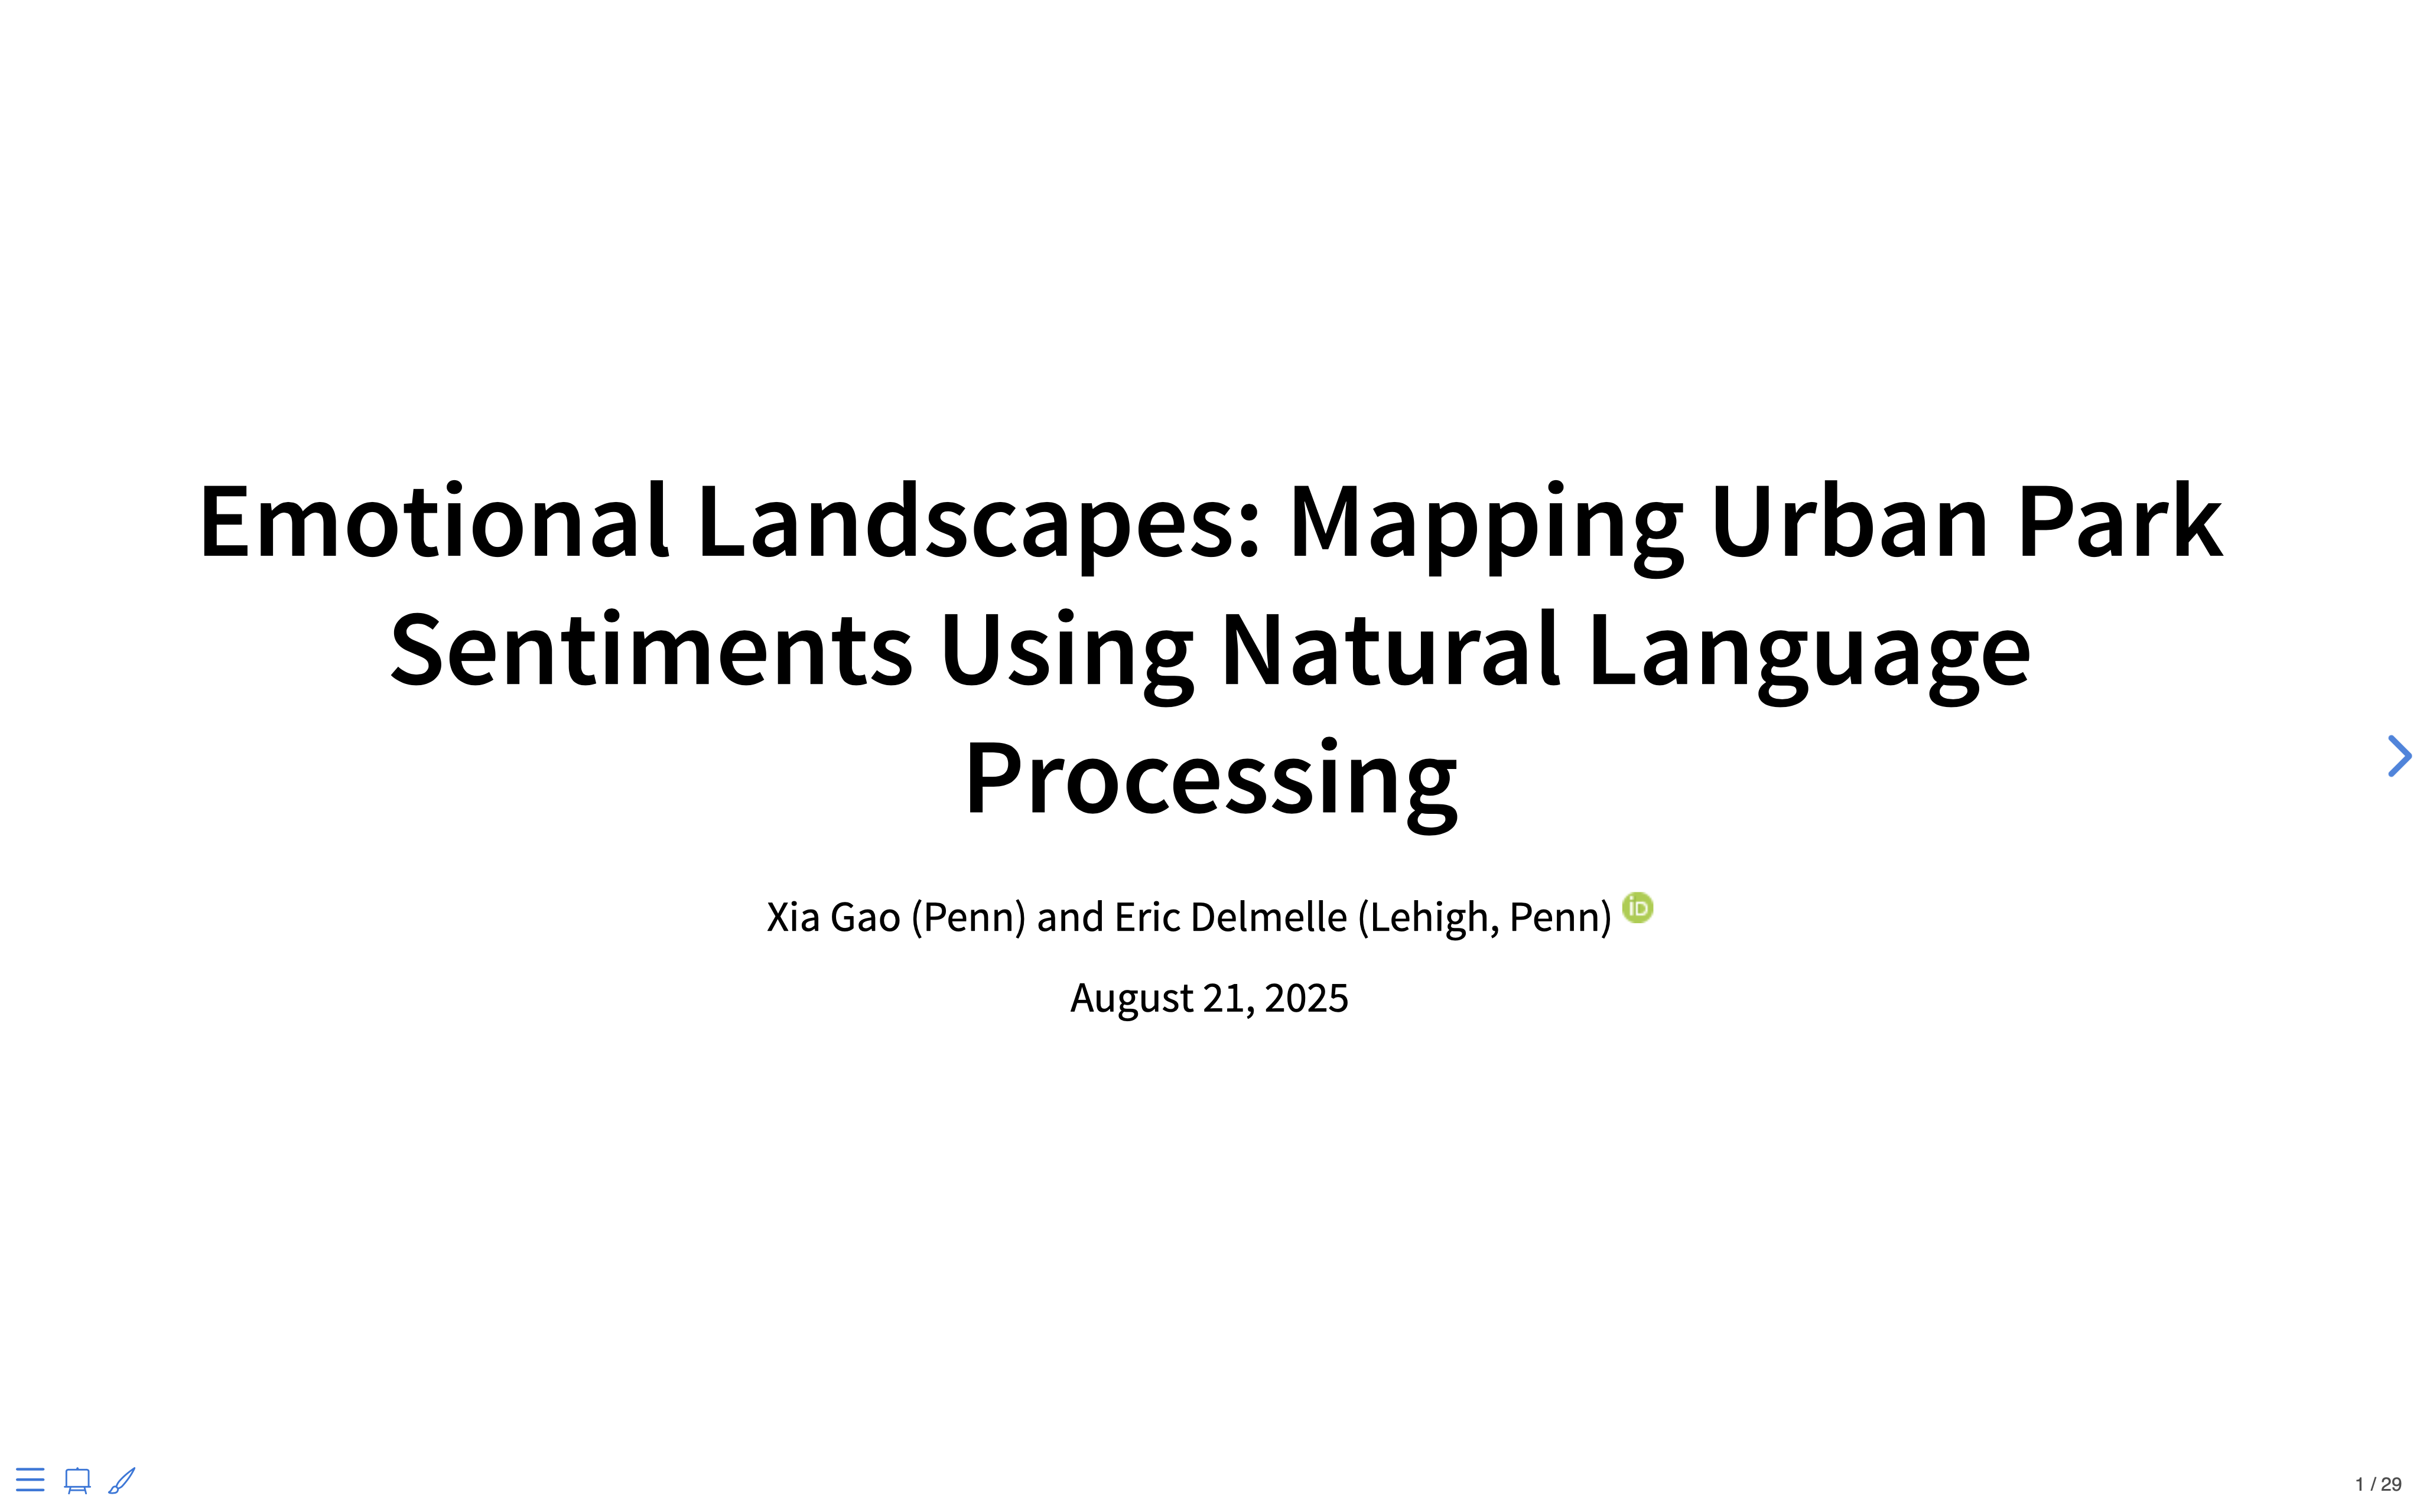 Emotional Landscapes: Mapping Urban Park
Sentiments Using Natural Language
Processing
Xia Gao (Penn) and Eric Delmelle (Lehigh, Penn) iD
August 21, 2025
1 / 29